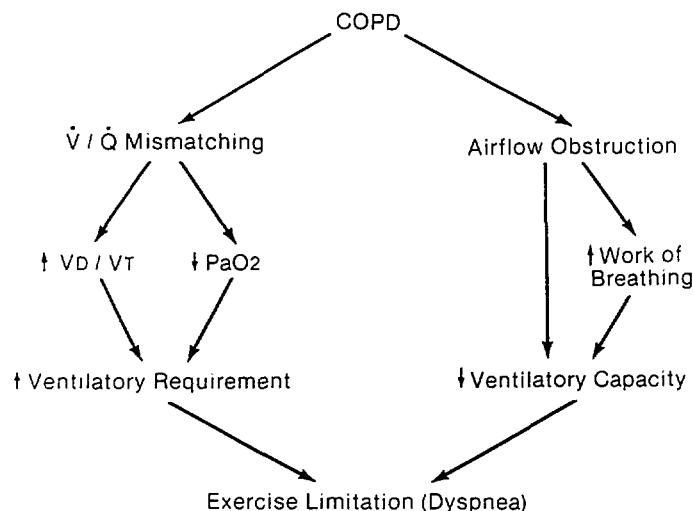 COPD
V̇ / Q̇ Mismatching
Airflow Obstruction
↑ VD / VT
↓ PaO2
↑ Work of
Breathing
↑ Ventilatory Requirement
↓ Ventilatory Capacity
Exercise Limitation (Dyspnea)